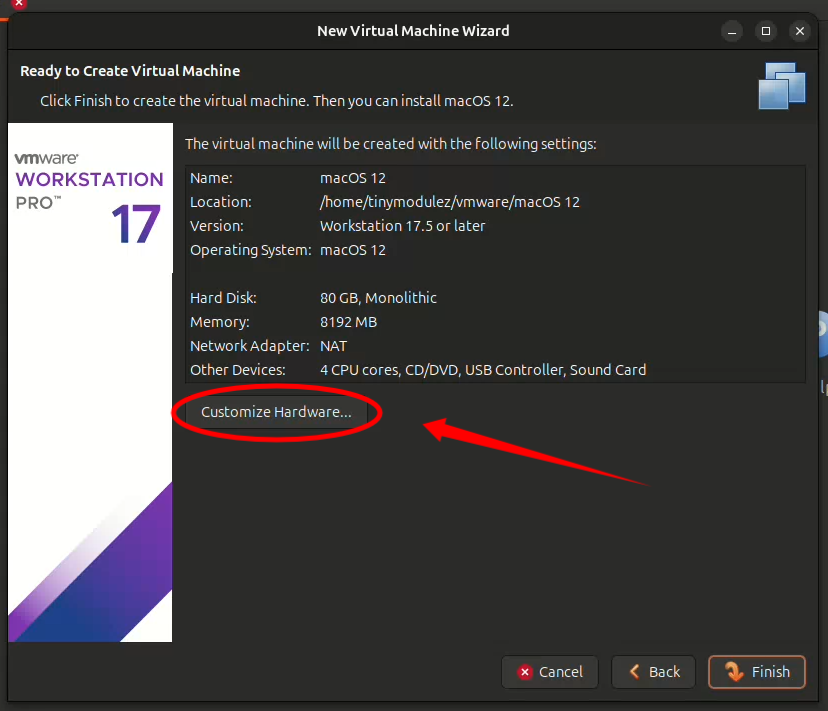 New Virtual Machine Wizard
Ready to Create Virtual Machine
Click Finish to create the virtual machine. Then you can install macOS 12.
vmware®
WORKSTATION
PRO™
17
The virtual machine will be created with the following settings:
Name: macOS 12
Location: /home/tinymodulez/vmware/macOS 12
Version: Workstation 17.5 or later
Operating System: macOS 12
Hard Disk: 80 GB, Monolithic
Memory: 8192 MB
Network Adapter: NAT
Other Devices: 4 CPU cores, CD/DVD, USB Controller, Sound Card
Customize Hardware...
Cancel Back Finish